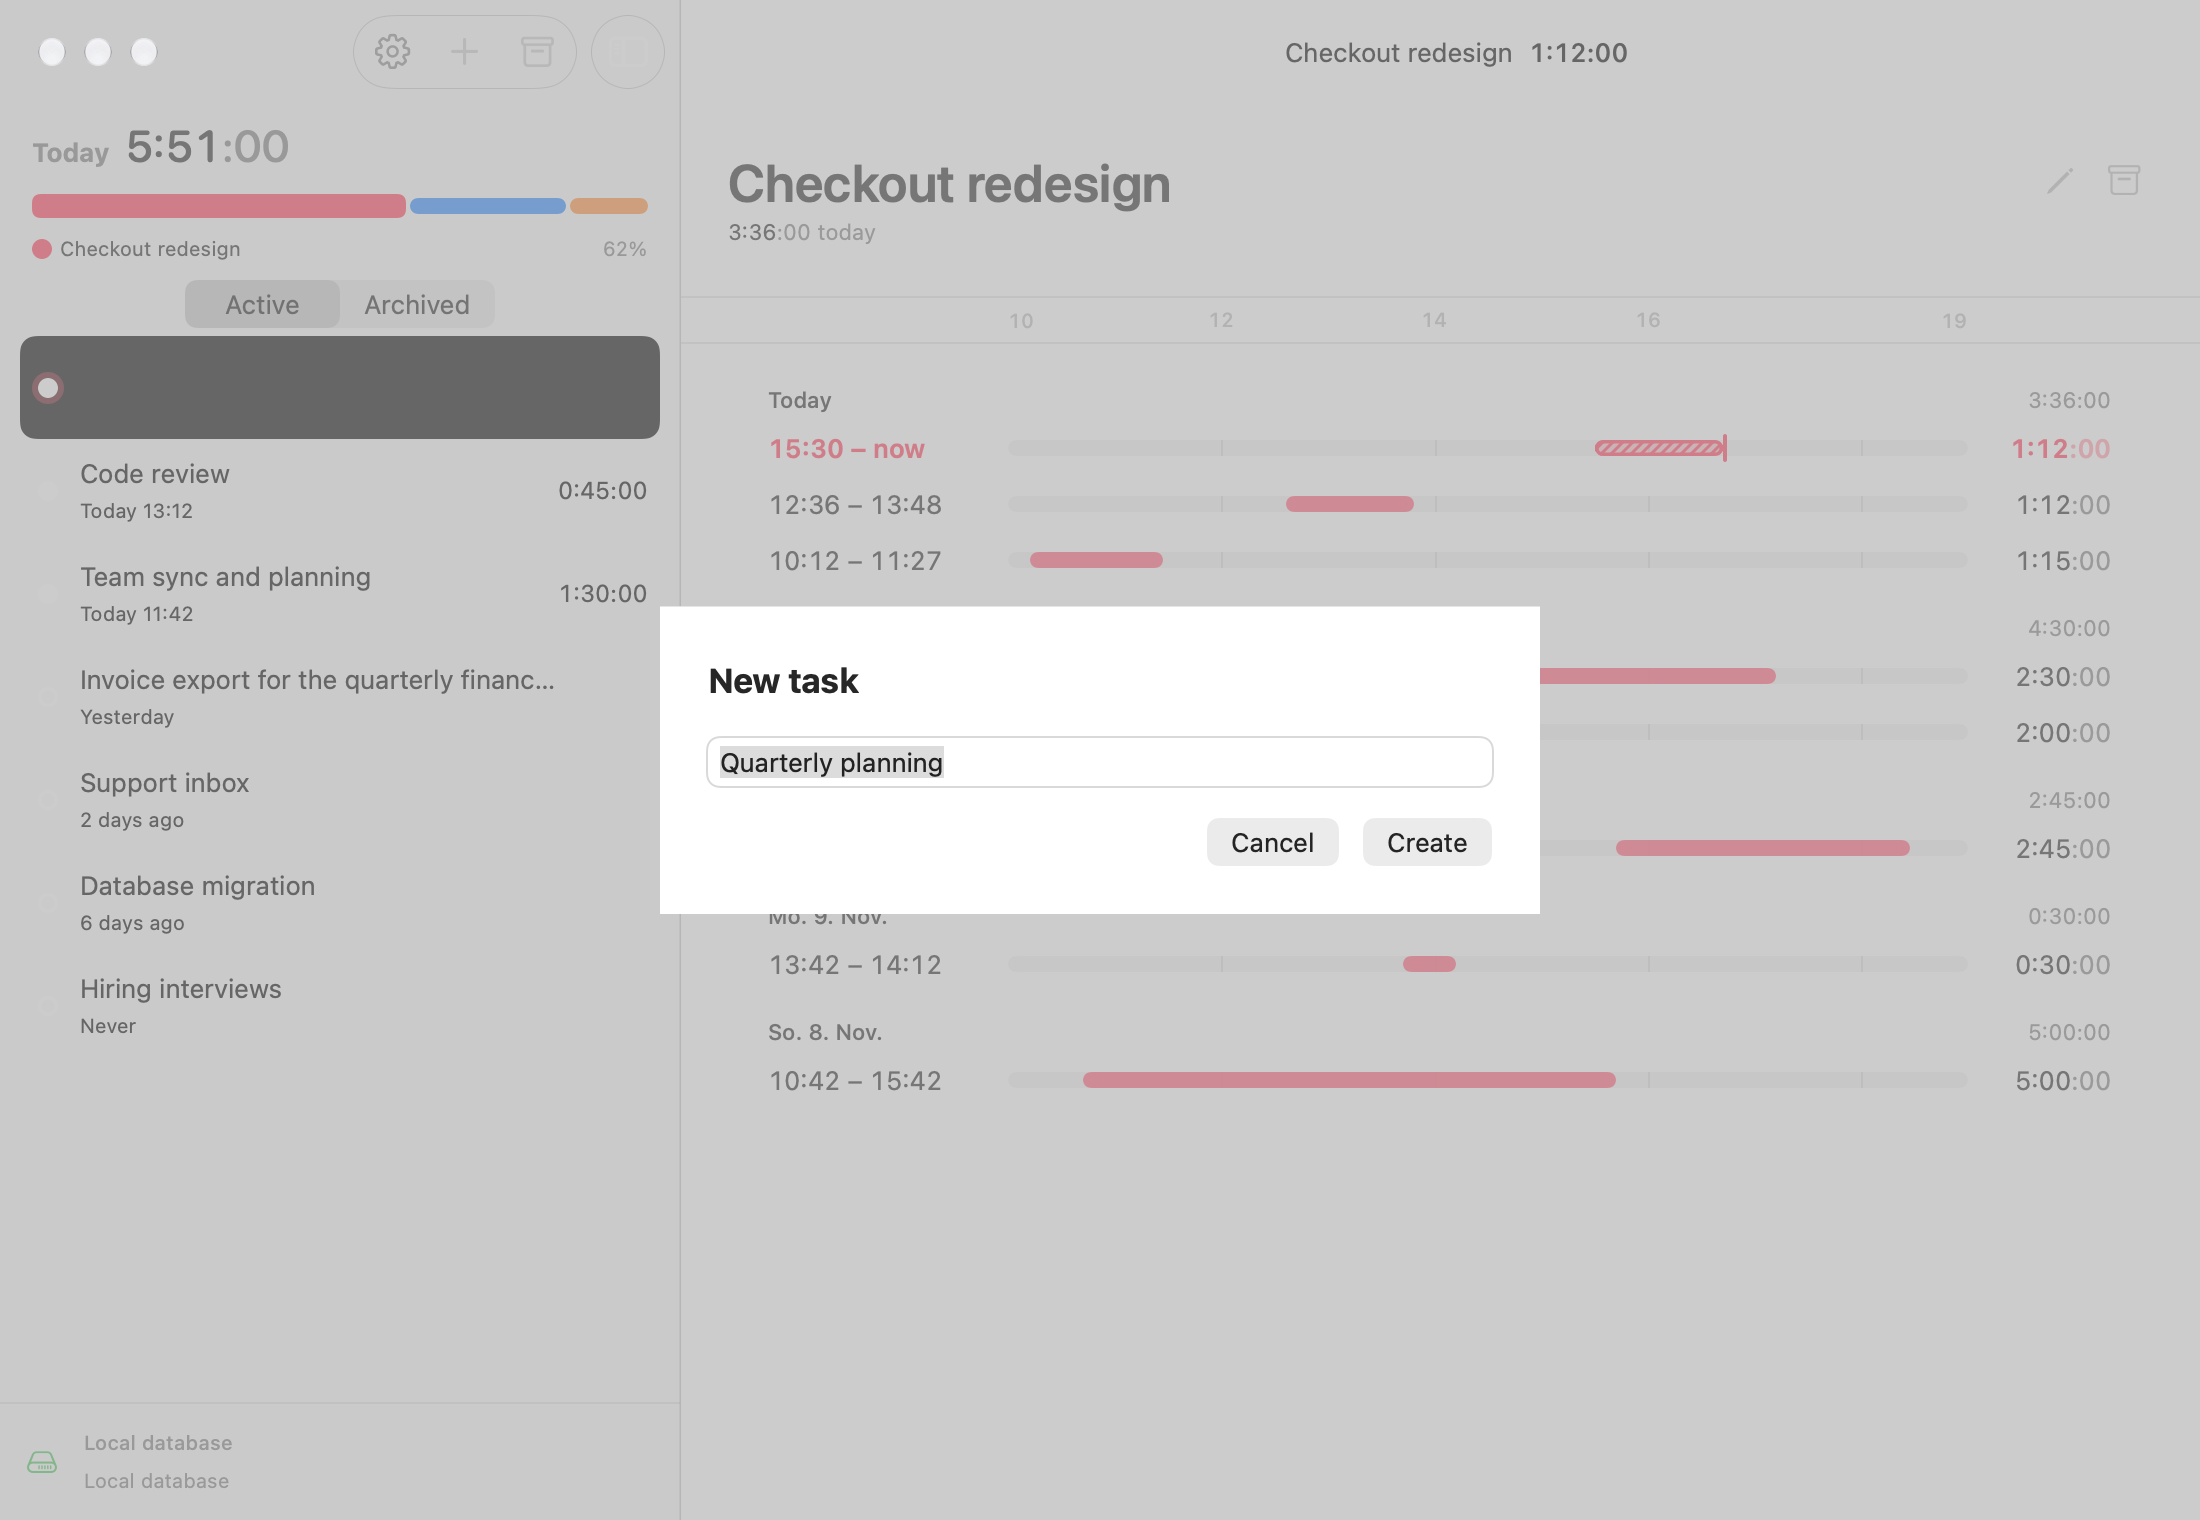 Checkout redesign 1:12:00
Today 5:51:00
Checkout redesign 62%
Active Archived
Code review
Today 13:12
0:45:00
Team sync and planning
Today 11:42
1:30:00
Invoice export for the quarterly financ...
Yesterday
Support inbox
2 days ago
Database migration
6 days ago
Hiring interviews
Never
Local database
Local database
Checkout redesign
3:36:00 today
10 12 14 16 19
Today 3:36:00
15:30 – now 1:12:00
12:36 – 13:48 1:12:00
10:12 – 11:27 1:15:00
4:30:00
2:30:00
2:00:00
2:45:00
2:45:00
Mo. 9. Nov. 0:30:00
13:42 – 14:12 0:30:00
So. 8. Nov. 5:00:00
10:42 – 15:42 5:00:00
New task
Quarterly planning
Cancel Create